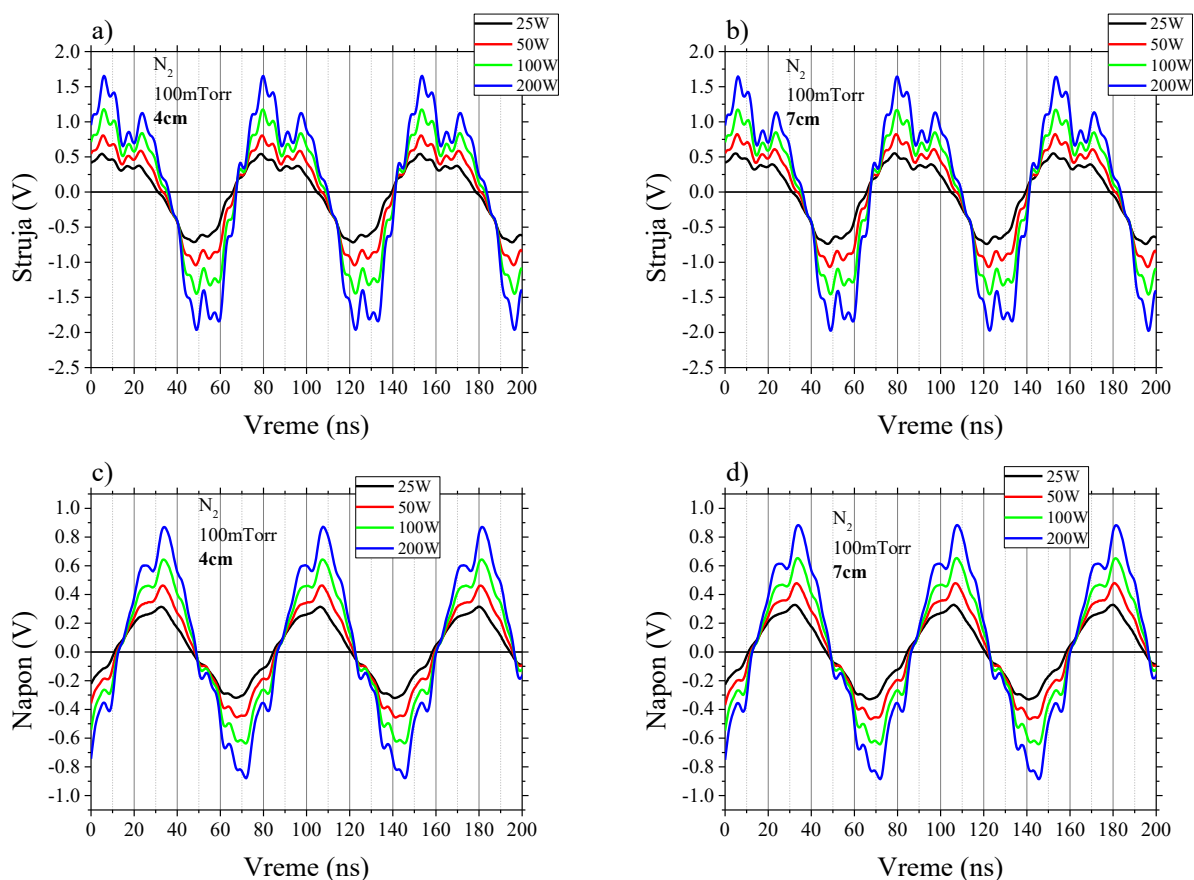 a)
25W
50W
100W
200W
N2
100mTorr
4cm
2.0
1.5
1.0
0.5
0.0
-0.5
-1.0
-1.5
-2.0
-2.5
Struja (V)
0 20 40 60 80 100 120 140 160 180 200
Vreme (ns)
b)
25W
50W
100W
200W
N2
100mTorr
7cm
2.0
1.5
1.0
0.5
0.0
-0.5
-1.0
-1.5
-2.0
-2.5
Struja (V)
0 20 40 60 80 100 120 140 160 180 200
Vreme (ns)
c)
25W
50W
100W
200W
N2
100mTorr
4cm
1.0
0.8
0.6
0.4
0.2
0.0
-0.2
-0.4
-0.6
-0.8
-1.0
Napon (V)
0 20 40 60 80 100 120 140 160 180 200
Vreme (ns)
d)
25W
50W
100W
200W
N2
100mTorr
7cm
1.0
0.8
0.6
0.4
0.2
0.0
-0.2
-0.4
-0.6
-0.8
-1.0
Napon (V)
0 20 40 60 80 100 120 140 160 180 200
Vreme (ns)